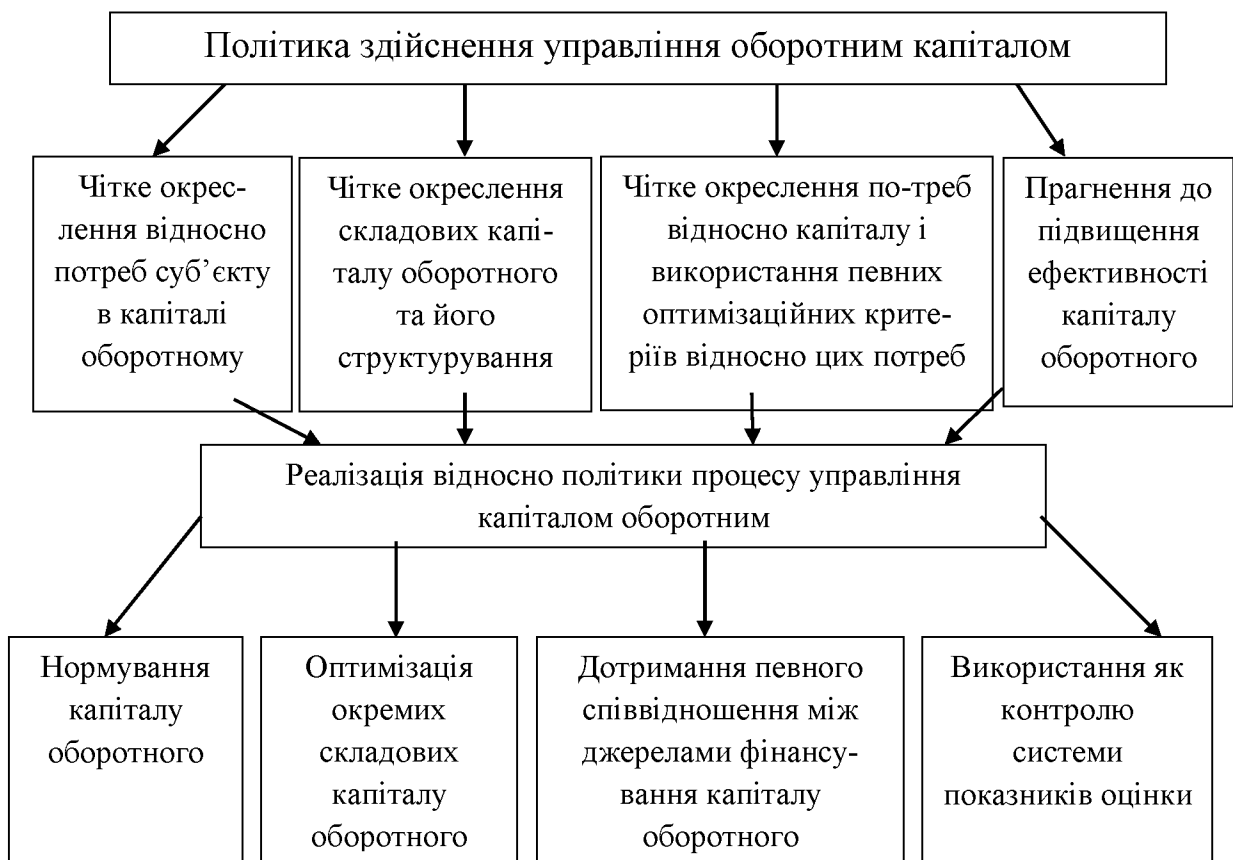 Політика здійснення управління оборотним капіталом
Чітке окрес-
лення відносно
потреб суб’єкту
в капіталі
оборотному
Чітке окреслення
складових капі-
талу оборотного
та його
структурування
Чітке окреслення по-треб
відносно капіталу і
використання певних
оптимізаційних крите-
ріїв відносно цих потреб
Прагнення до
підвищення
ефективності
капіталу
оборотного
Реалізація відносно політики процесу управління
капіталом оборотним
Нормування
капіталу
оборотного
Оптимізація
окремих
складових
капіталу
оборотного
Дотримання певного
співвідношення між
джерелами фінансу-
вання капіталу
оборотного
Використання як
контролю
системи
показників оцінки